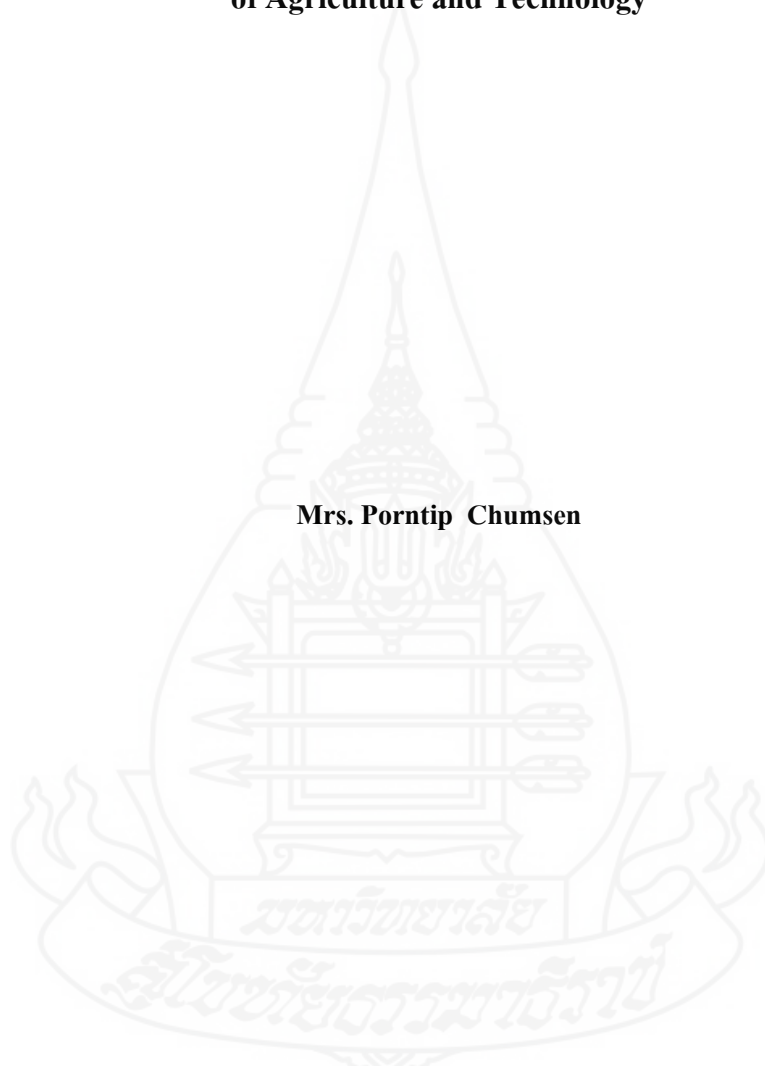 of Agriculture and Technology
Mrs. Porntip Chumsen
มหาวิทยาลัย
สุโขทัยธรรมาธิราช